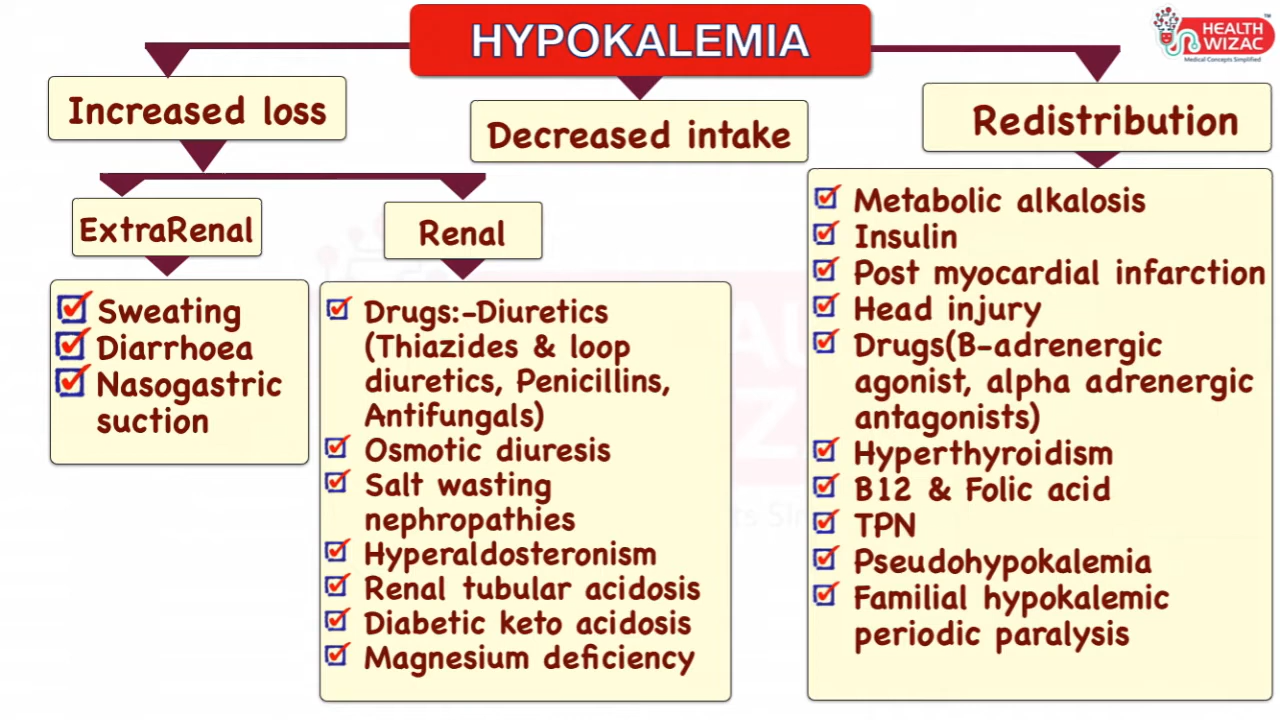 HYPOKALEMIA
HEALTH
WIZAC
TM
Medical Concepts Simplified
Increased loss
Decreased intake
Redistribution
ExtraRenal
Renal
Sweating
Diarrhoea
Nasogastric
suction
Drugs:-Diuretics
(Thiazides & loop
diuretics, Penicillins,
Antifungals)
Osmotic diuresis
Salt wasting
nephropathies
Hyperaldosteronism
Renal tubular acidosis
Diabetic keto acidosis
Magnesium deficiency
Metabolic alkalosis
Insulin
Post myocardial infarction
Head injury
Drugs(B-adrenergic
agonist, alpha adrenergic
antagonists)
Hyperthyroidism
B12 & Folic acid
TPN
Pseudohypokalemia
Familial hypokalemic
periodic paralysis